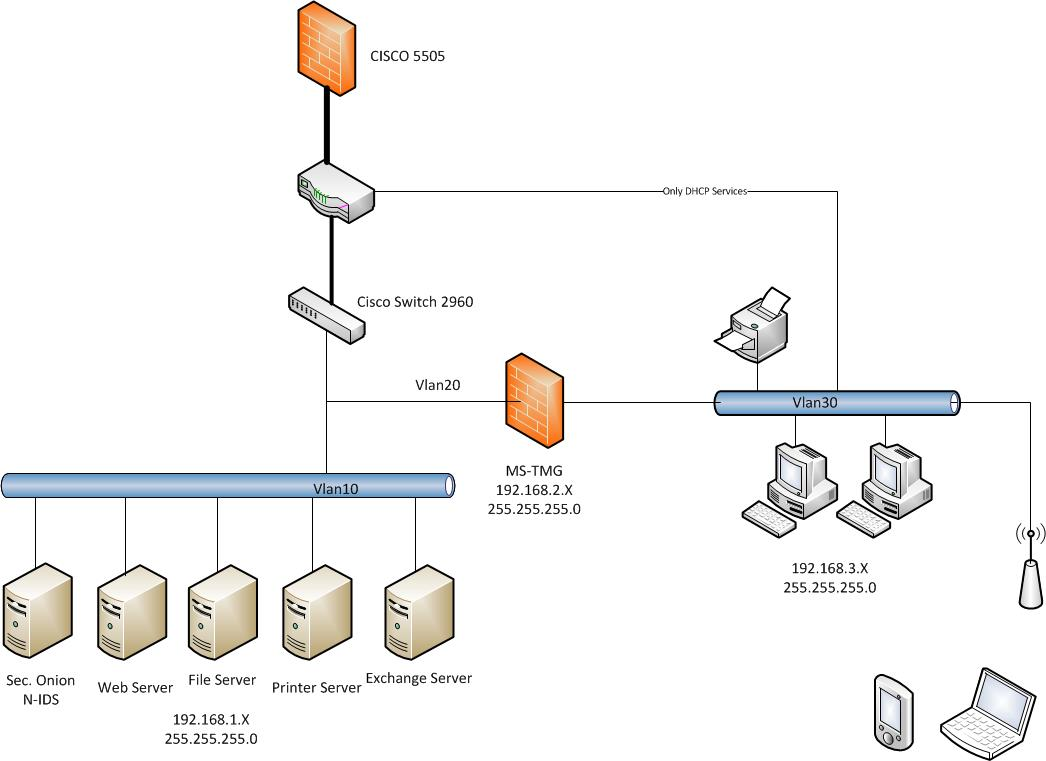 CISCO 5505
Only DHCP Services
Cisco Switch 2960
Vlan20
Vlan30
MS-TMG
192.168.2.X
255.255.255.0
Vlan10
192.168.3.X
255.255.255.0
Sec. Onion
N-IDS
Web Server
File Server
Printer Server
Exchange Server
192.168.1.X
255.255.255.0